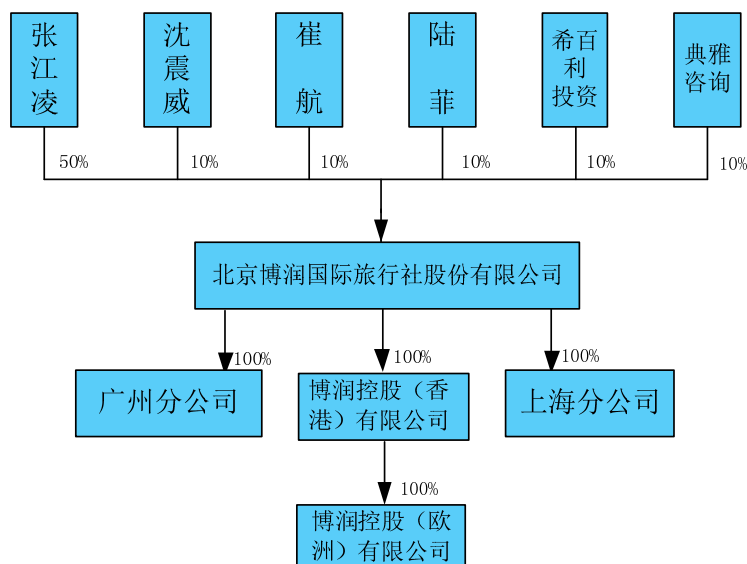 张江凌
沈震威
崔航
陆菲
希百
利
投资
典雅
咨询
50%
10%
10%
10%
10%
10%
北京博润国际旅行社股份有限公司
100%
100%
100%
广州分公司
博润控股（香
港）有限公司
上海分公司
100%
博润控股（欧
洲）有限公司